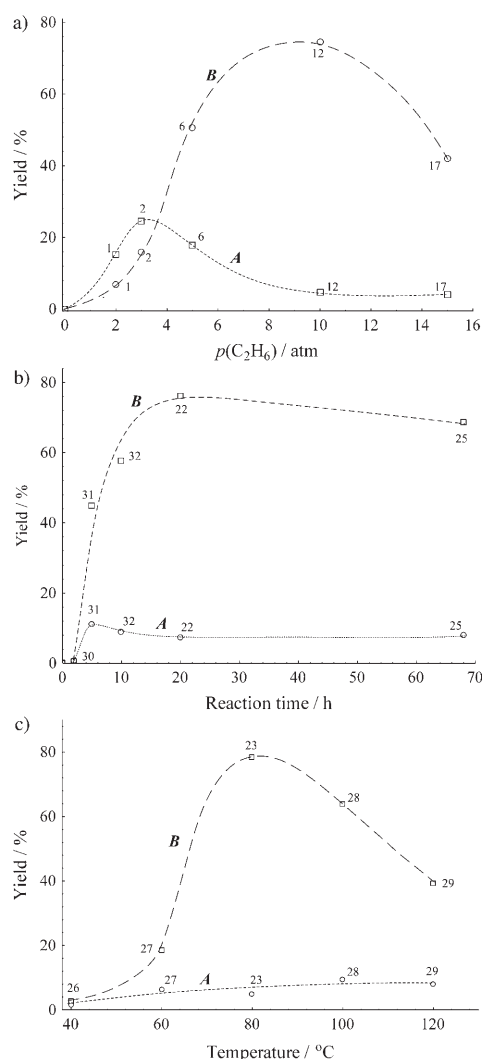 a)
80
B
12
60
6
Yield / %
40
17
2
20
6
1
A
2
1
12
17
0
0 2 4 6 8 10 12 14 16
p(C₂H₆) / atm
b)
80
B
22
25
60
32
31
Yield / %
40
20
31
32
A
22
25
30
0
0 10 20 30 40 50 60 70
Reaction time / h
c)
23
80
28
60
B
Yield / %
40
29
27
20
A
28
29
26
27
23
0
40 60 80 100 120
Temperature / °C